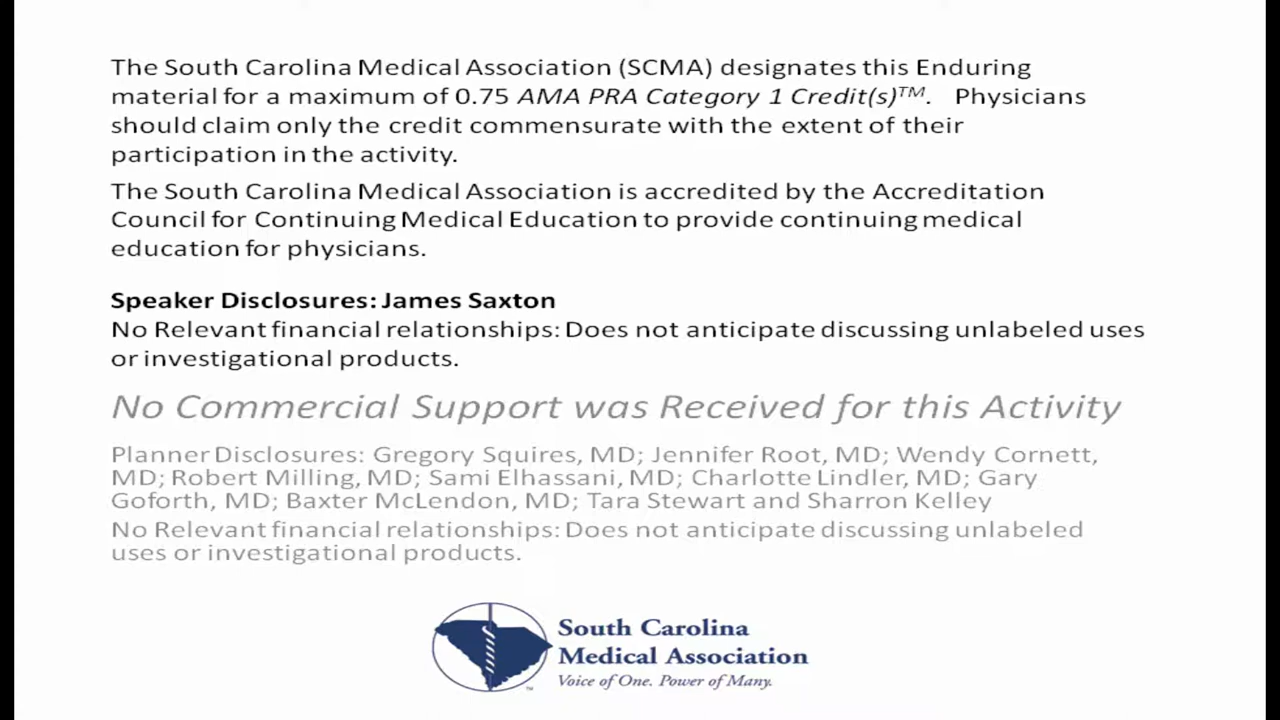 The South Carolina Medical Association (SCMA) designates this Enduring
material for a maximum of 0.75 AMA PRA Category 1 Credit(s)™. Physicians
should claim only the credit commensurate with the extent of their
participation in the activity.
The South Carolina Medical Association is accredited by the Accreditation
Council for Continuing Medical Education to provide continuing medical
education for physicians.
Speaker Disclosures: James Saxton
No Relevant financial relationships: Does not anticipate discussing unlabeled uses
or investigational products.
No Commercial Support was Received for this Activity
Planner Disclosures: Gregory Squires, MD; Jennifer Root, MD; Wendy Cornett,
MD; Robert Milling, MD; Sami Elhassani, MD; Charlotte Lindler, MD; Gary
Goforth, MD; Baxter McLendon, MD; Tara Stewart and Sharron Kelley
No Relevant financial relationships: Does not anticipate discussing unlabeled
uses or investigational products.
South Carolina
Medical Association
Voice of One. Power of Many.
™